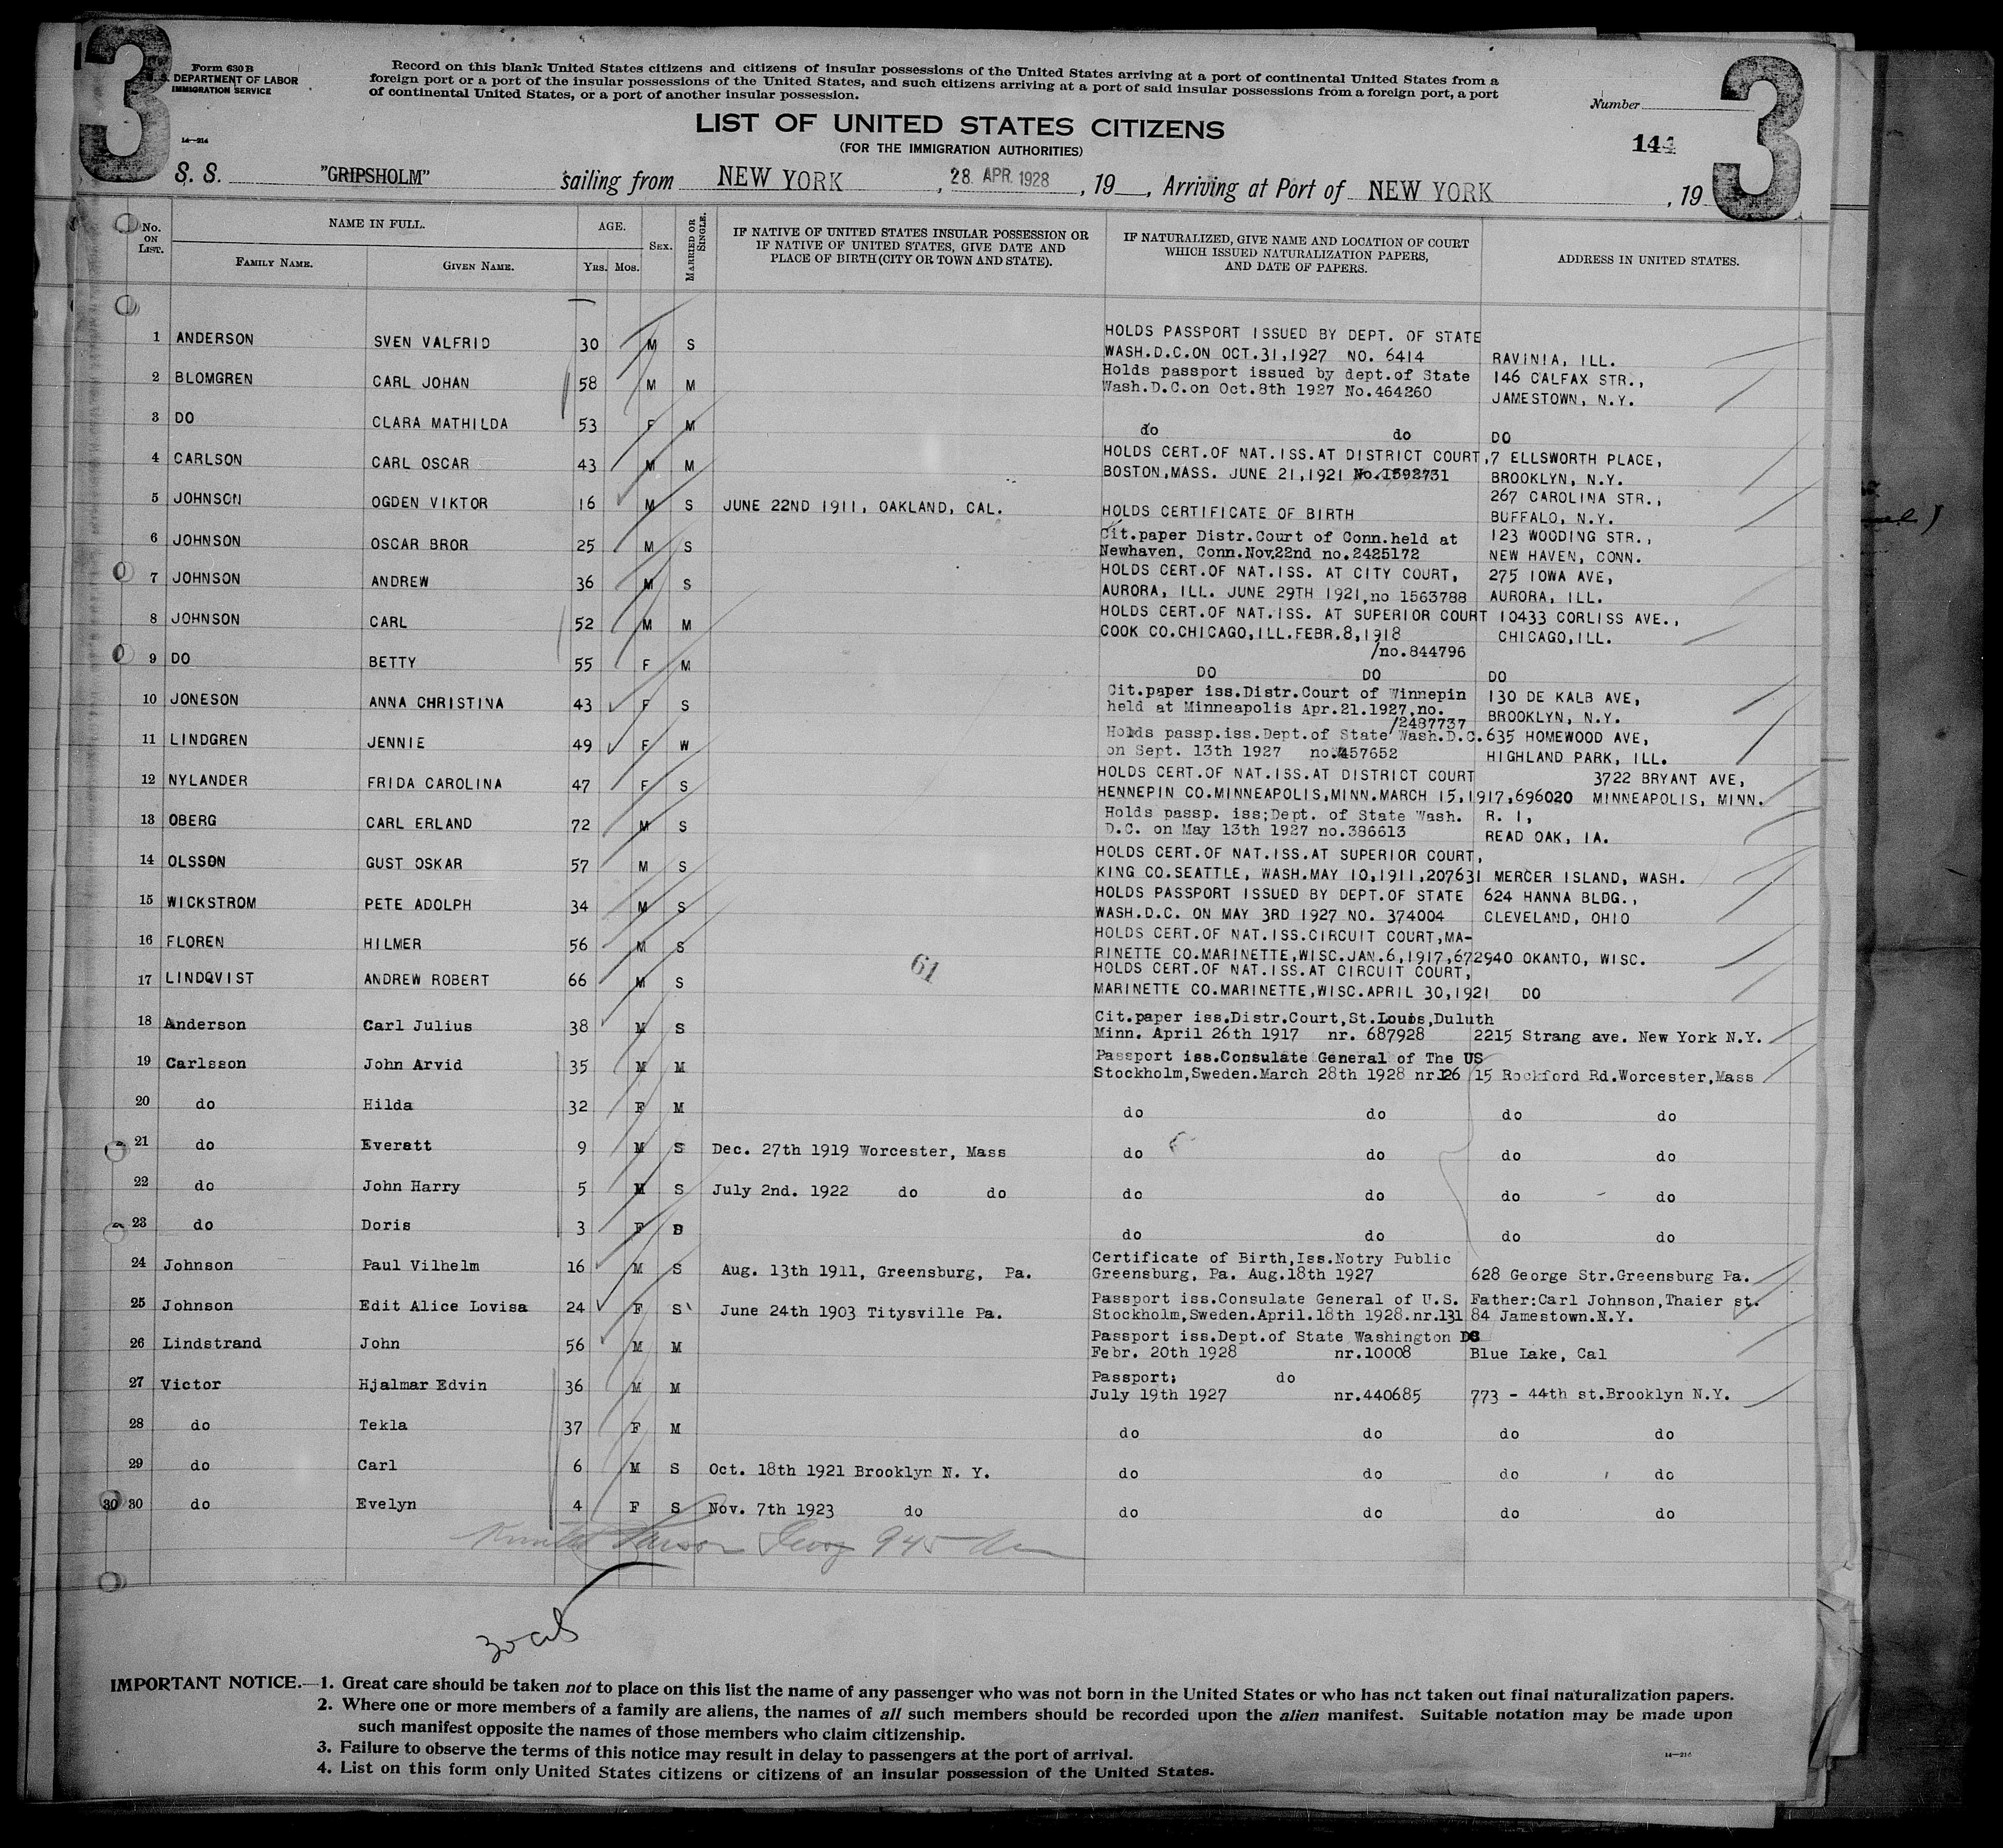 3
3
Form 630 B
U. S. DEPARTMENT OF LABOR
IMMIGRATION SERVICE
14—214
Record on this blank United States citizens and citizens of insular possessions of the United States arriving at a port of continental United States from a
foreign port or a port of the insular possessions of the United States, and such citizens arriving at a port of said insular possessions from a foreign port, a port
of continental United States, or a port of another insular possession.
Number
LIST OF UNITED STATES CITIZENS
(FOR THE IMMIGRATION AUTHORITIES)
144
S. S. "GRIPSHOLM" sailing from NEW YORK, 28. APR. 1928, 19, Arriving at Port of NEW YORK, 19
No. ON LIST.
NAME IN FULL.
FAMILY NAME.
GIVEN NAME.
AGE.
YRS. MOS.
SEX.
MARRIED OR SINGLE.
IF NATIVE OF UNITED STATES INSULAR POSSESSION OR
IF NATIVE OF UNITED STATES, GIVE DATE AND
PLACE OF BIRTH (CITY OR TOWN AND STATE).
IF NATURALIZED, GIVE NAME AND LOCATION OF COURT
WHICH ISSUED NATURALIZATION PAPERS,
AND DATE OF PAPERS.
ADDRESS IN UNITED STATES.
1 ANDERSON SVEN VALFRID 30 M S HOLDS PASSPORT ISSUED BY DEPT. OF STATE
WASH.D.C.ON OCT.31,1927 NO. 6414 RAVINIA, ILL.
2 BLOMGREN CARL JOHAN 58 M M Holds passport issued by dept.of State 146 CALFAX STR.,
Wash.D.C.on Oct.8th 1927 No.464260 JAMESTOWN, N.Y.
3 DO CLARA MATHILDA 53 F M do do DO
4 CARLSON CARL OSCAR 43 M M HOLDS CERT.OF NAT.ISS.AT DISTRICT COURT, 7 ELLSWORTH PLACE,
BOSTON,MASS. JUNE 21,1921 No.1592731 BROOKLYN, N.Y.
5 JOHNSON OGDEN VIKTOR 16 M S JUNE 22ND 1911, OAKLAND, CAL. HOLDS CERTIFICATE OF BIRTH 267 CAROLINA STR.,
BUFFALO, N.Y.
6 JOHNSON OSCAR BROR 25 M S Cit.paper Distr.Court of Conn.held at 123 WOODING STR.,
Newhaven, Conn.Nov.22nd no.2425172 NEW HAVEN, CONN.
7 JOHNSON ANDREW 36 M S HOLDS CERT.OF NAT.ISS. AT CITY COURT, 275 IOWA AVE,
AURORA, ILL. JUNE 29TH 1921,no 1563788 AURORA, ILL.
8 JOHNSON CARL 52 M M HOLDS CERT.OF NAT.ISS. AT SUPERIOR COURT 10433 CORLISS AVE.,
COOK CO.CHICAGO,ILL.FEBR.8,1918 CHICAGO,ILL.
/no.844796
9 DO BETTY 55 F M DO DO DO
10 JONESON ANNA CHRISTINA 43 F S Cit.paper iss.Distr.Court of Winnepin 130 DE KALB AVE,
held at Minneapolis Apr.21.1927,no. BROOKLYN, N.Y.
/2487737
11 LINDGREN JENNIE 49 F W Holds passp.iss.Dept.of State Wash.D.C. 635 HOMEWOOD AVE,
on Sept. 13th 1927 no.457652 HIGHLAND PARK, ILL.
12 NYLANDER FRIDA CAROLINA 47 F S HOLDS CERT.OF NAT.ISS.AT DISTRICT COURT 3722 BRYANT AVE,
HENNEPIN CO.MINNEAPOLIS,MINN.MARCH 15,1917,696020 MINNEAPOLIS, MINN.
13 OBERG CARL ERLAND 72 M S Holds passp. iss;Dept. of State Wash. R. 1,
D.C. on May 13th 1927 no.386613 READ OAK, IA.
14 OLSSON GUST OSKAR 57 M S HOLDS CERT.OF NAT.ISS.AT SUPERIOR COURT,
KING CO.SEATTLE, WASH.MAY 10,1911,207631 MERCER ISLAND, WASH.
15 WICKSTROM PETE ADOLPH 34 M S HOLDS PASSPORT ISSUED BY DEPT.OF STATE 624 HANNA BLDG.,
WASH.D.C. ON MAY 3RD 1927 NO. 374004 CLEVELAND, OHIO
16 FLOREN HILMER 56 M S HOLDS CERT.OF NAT.ISS.CIRCUIT COURT,MA-
RINETTE CO.MARINETTE,WISC.JAN.6,1917,672940 OKANTO, WISC.
61
17 LINDQVIST ANDREW ROBERT 66 M S HOLDS CERT.OF NAT.ISS.AT CIRCUIT COURT,
MARINETTE CO.MARINETTE,WISC.APRIL 30,1921 DO
18 Anderson Carl Julius 38 M S Cit.paper iss.Distr.Court,St.Louis,Duluth
Minn. April 26th 1917 nr. 687928 2215 Strang ave. New York N.Y.
19 Carlsson John Arvid 35 M M Passport iss.Consulate General of The US
Stockholm,Sweden.March 28th 1928 nr.126 15 Rockford Rd.Worcester,Mass
20 do Hilda 32 F M do do do do
21 do Everatt 9 M S Dec. 27th 1919 Worcester, Mass do do do do
22 do John Harry 5 M S July 2nd. 1922 do do do do do do
23 do Doris 3 F S do do do do
24 Johnson Paul Vilhelm 16 M S Aug. 13th 1911, Greensburg, Pa. Certificate of Birth,Iss.Notry Public
Greensburg, Pa. Aug.18th 1927 628 George Str.Greensburg Pa.
25 Johnson Edit Alice Lovisa 24 F S June 24th 1903 Titysville Pa. Passport iss.Consulate General of U.S. Father:Carl Johnson,Thaier st.
Stockholm,Sweden.April.18th 1928.nr.131 84 Jamestown.N.Y.
26 Lindstrand John 56 M M Passport iss.Dept.of State Washington DC
Febr. 20th 1928 nr.10008 Blue Lake, Cal
27 Victor Hjalmar Edvin 36 M M Passport; do
July 19th 1927 nr.440685 773 - 44th st.Brooklyn N.Y.
28 do Tekla 37 F M do do do do
29 do Carl 6 M S Oct. 18th 1921 Brooklyn N. Y. do do do do
30 30 do Evelyn 4 F S Nov. 7th 1923 do do do do do
945
IMPORTANT NOTICE.—1. Great care should be taken not to place on this list the name of any passenger who was not born in the United States or who has not taken out final naturalization papers.
2. Where one or more members of a family are aliens, the names of all such members should be recorded upon the alien manifest. Suitable notation may be made upon
such manifest opposite the names of those members who claim citizenship.
3. Failure to observe the terms of this notice may result in delay to passengers at the port of arrival.
4. List on this form only United States citizens or citizens of an insular possession of the United States.
14—214